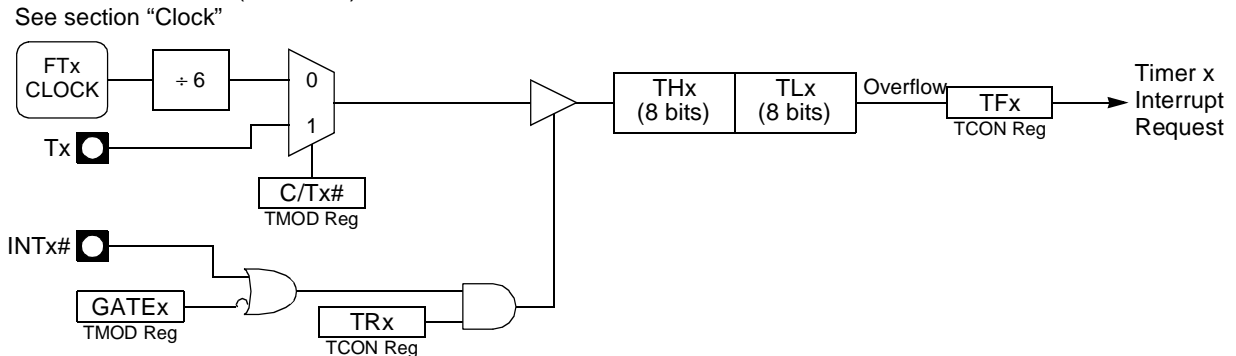 See section “Clock”
FTx
CLOCK
÷ 6
0
1
Tx
C/Tx#
TMOD Reg
THx
(8 bits)
TLx
(8 bits)
Overflow
TFx
TCON Reg
Timer x
Interrupt
Request
INTx#
GATEx
TMOD Reg
TRx
TCON Reg